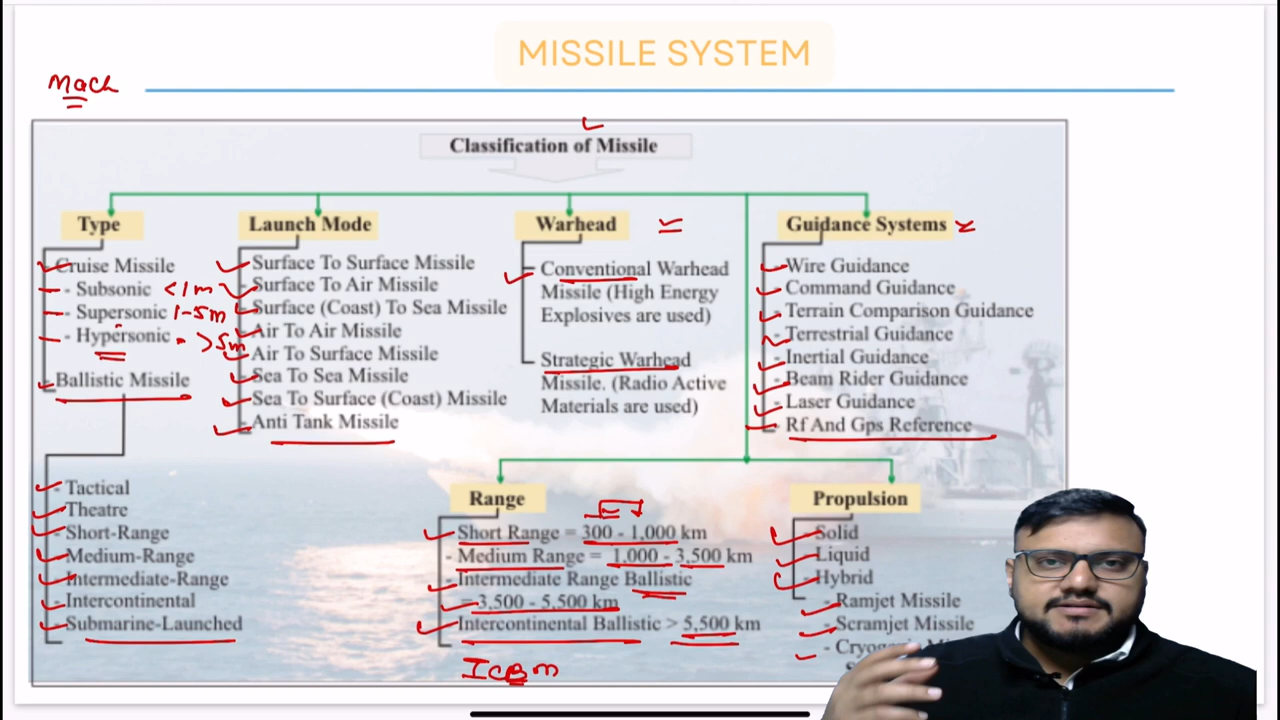 MISSILE SYSTEM
Mach
Classification of Missile
Type
Cruise Missile
- Subsonic <1m
- Supersonic 1-5m
- Hypersonic >5m
Ballistic Missile
- Tactical
- Theatre
- Short-Range
- Medium-Range
- Intermediate-Range
- Intercontinental
- Submarine-Launched
Launch Mode
Surface To Surface Missile
Surface To Air Missile
Surface (Coast) To Sea Missile
Air To Air Missile
Air To Surface Missile
Sea To Sea Missile
Sea To Surface (Coast) Missile
Anti Tank Missile
Warhead
Conventional Warhead
Missile (High Energy
Explosives are used)
Strategic Warhead
Missile. (Radio Active
Materials are used)
Guidance Systems
- Wire Guidance
- Command Guidance
- Terrain Comparison Guidance
- Terrestrial Guidance
- Inertial Guidance
- Beam Rider Guidance
- Laser Guidance
- Rf And Gps Reference
Range
- Short Range = 300 - 1,000 km
- Medium Range = 1,000 - 3,500 km
- Intermediate Range Ballistic
= 3,500 - 5,500 km
- Intercontinental Ballistic > 5,500 km
ICBM
Propulsion
- Solid
- Liquid
- Hybrid
- Ramjet Missile
- Scramjet Missile